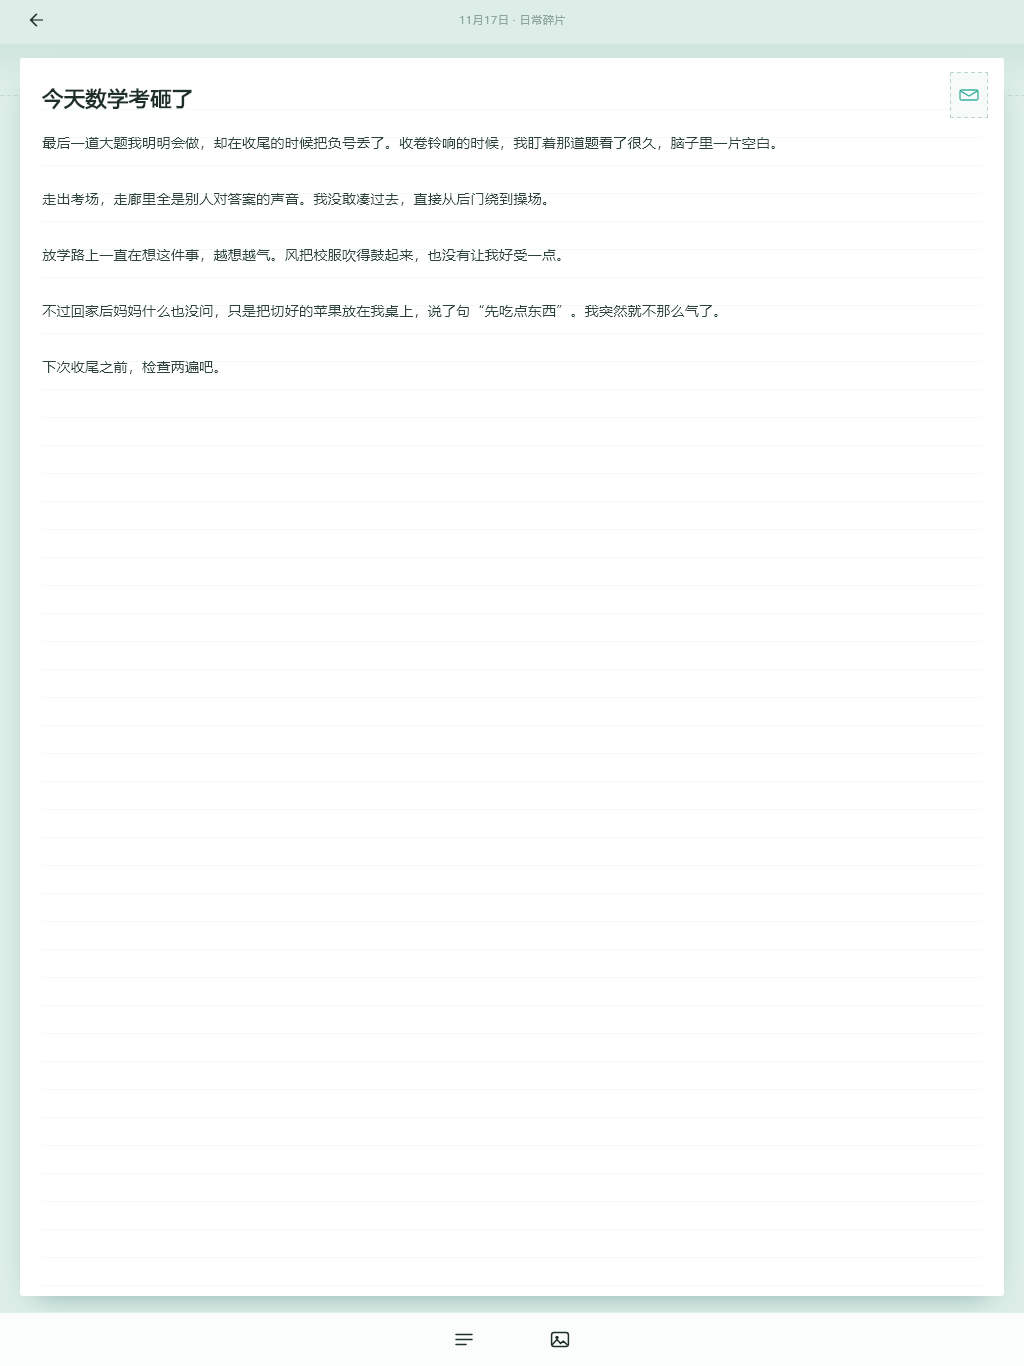 11月17日 · 日常碎片
今天数学考砸了
最后一道大题我明明会做，却在收尾的时候把负号丢了。收卷铃响的时候，我盯着那道题看了很久，脑子里一片空白。
走出考场，走廊里全是别人对答案的声音。我没敢凑过去，直接从后门绕到操场。
放学路上一直在想这件事，越想越气。风把校服吹得鼓起来，也没有让我好受一点。
不过回家后妈妈什么也没问，只是把切好的苹果放在我桌上，说了句“先吃点东西”。我突然就不那么气了。
下次收尾之前，检查两遍吧。